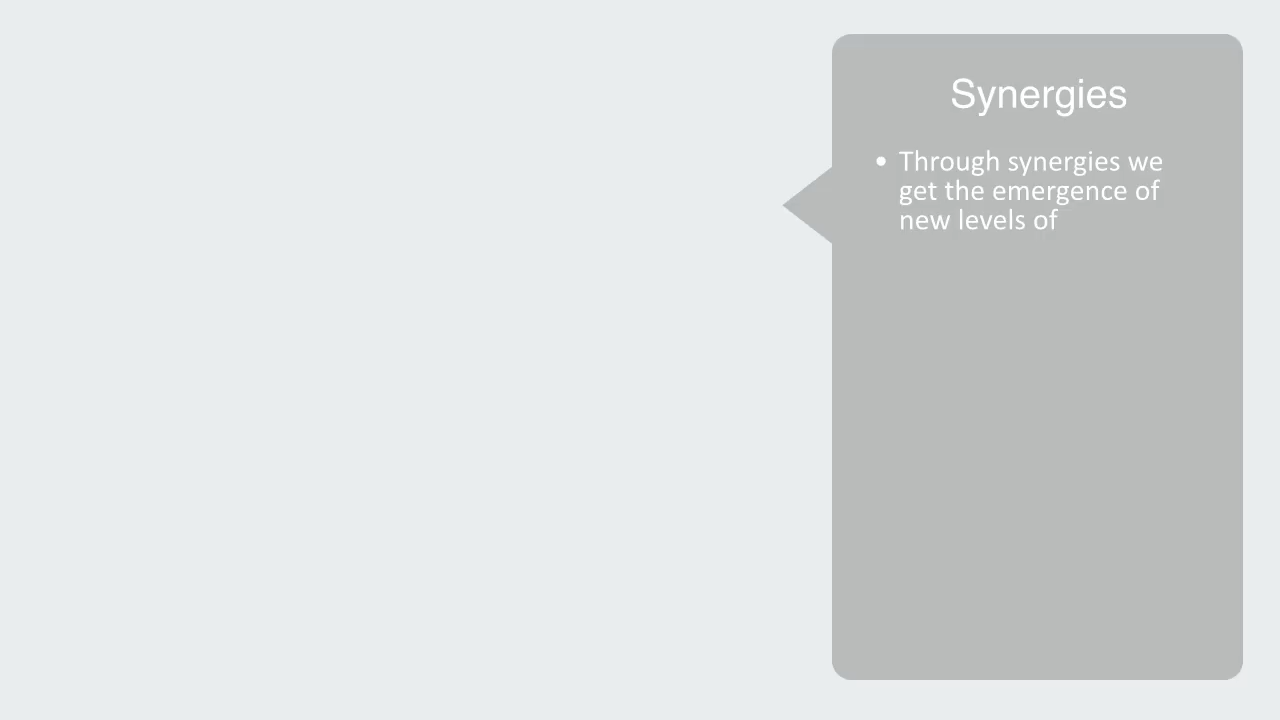 Synergies
• Through synergies we
get the emergence of
new levels of